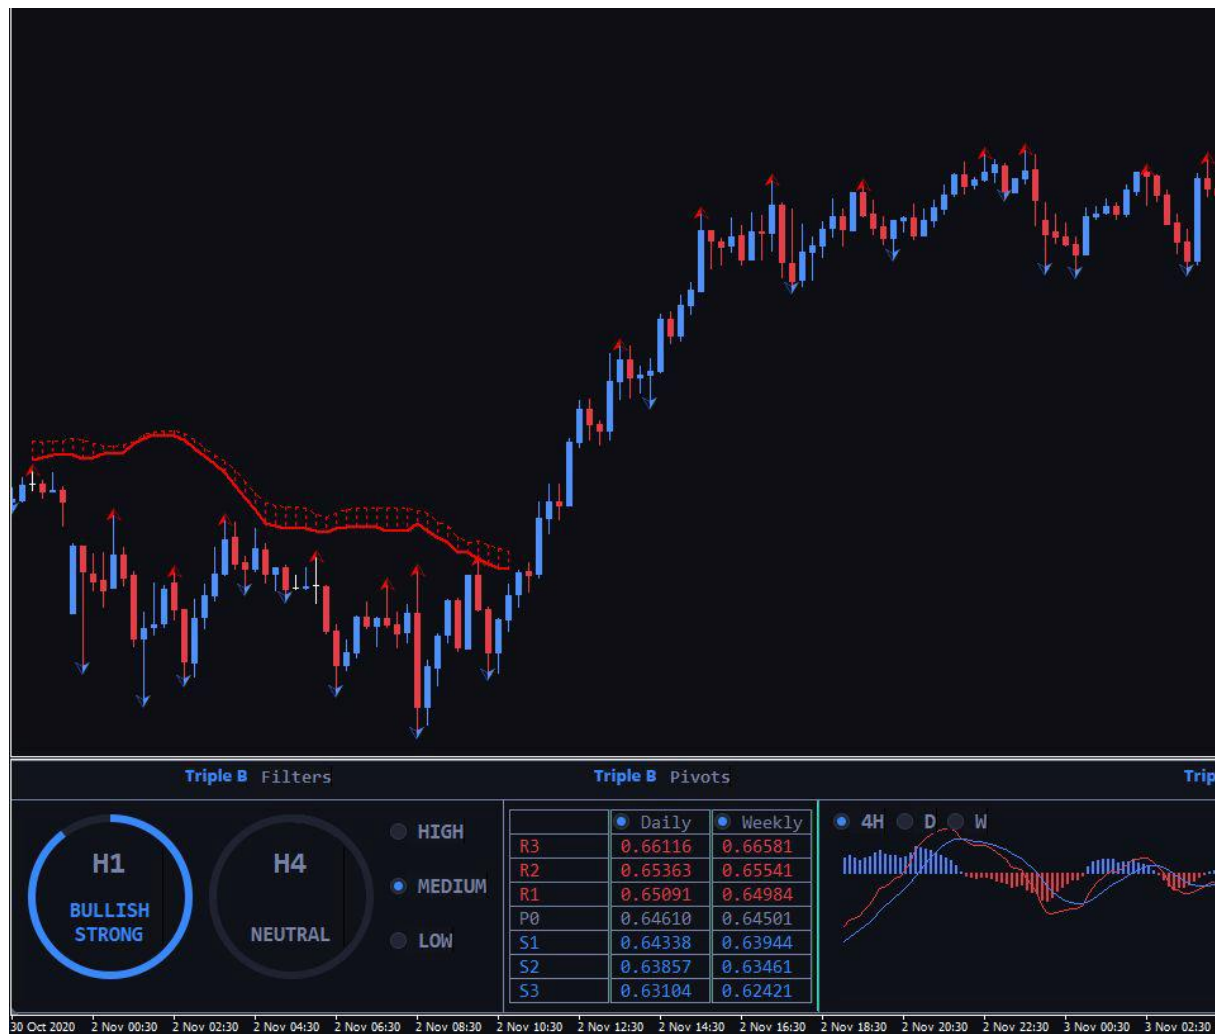 Triple B Filters
Triple B Pivots
Trip
H1
BULLISH
STRONG
H4
NEUTRAL
HIGH
MEDIUM
LOW
Daily Weekly
R3 0.66116 0.66581
R2 0.65363 0.65541
R1 0.65091 0.64984
P0 0.64610 0.64501
S1 0.64338 0.63944
S2 0.63857 0.63461
S3 0.63104 0.62421
4H D W
30 Oct 2020 2 Nov 00:30 2 Nov 02:30 2 Nov 04:30 2 Nov 06:30 2 Nov 08:30 2 Nov 10:30 2 Nov 12:30 2 Nov 14:30 2 Nov 16:30 2 Nov 18:30 2 Nov 20:30 2 Nov 22:30 3 Nov 00:30 3 Nov 02:30